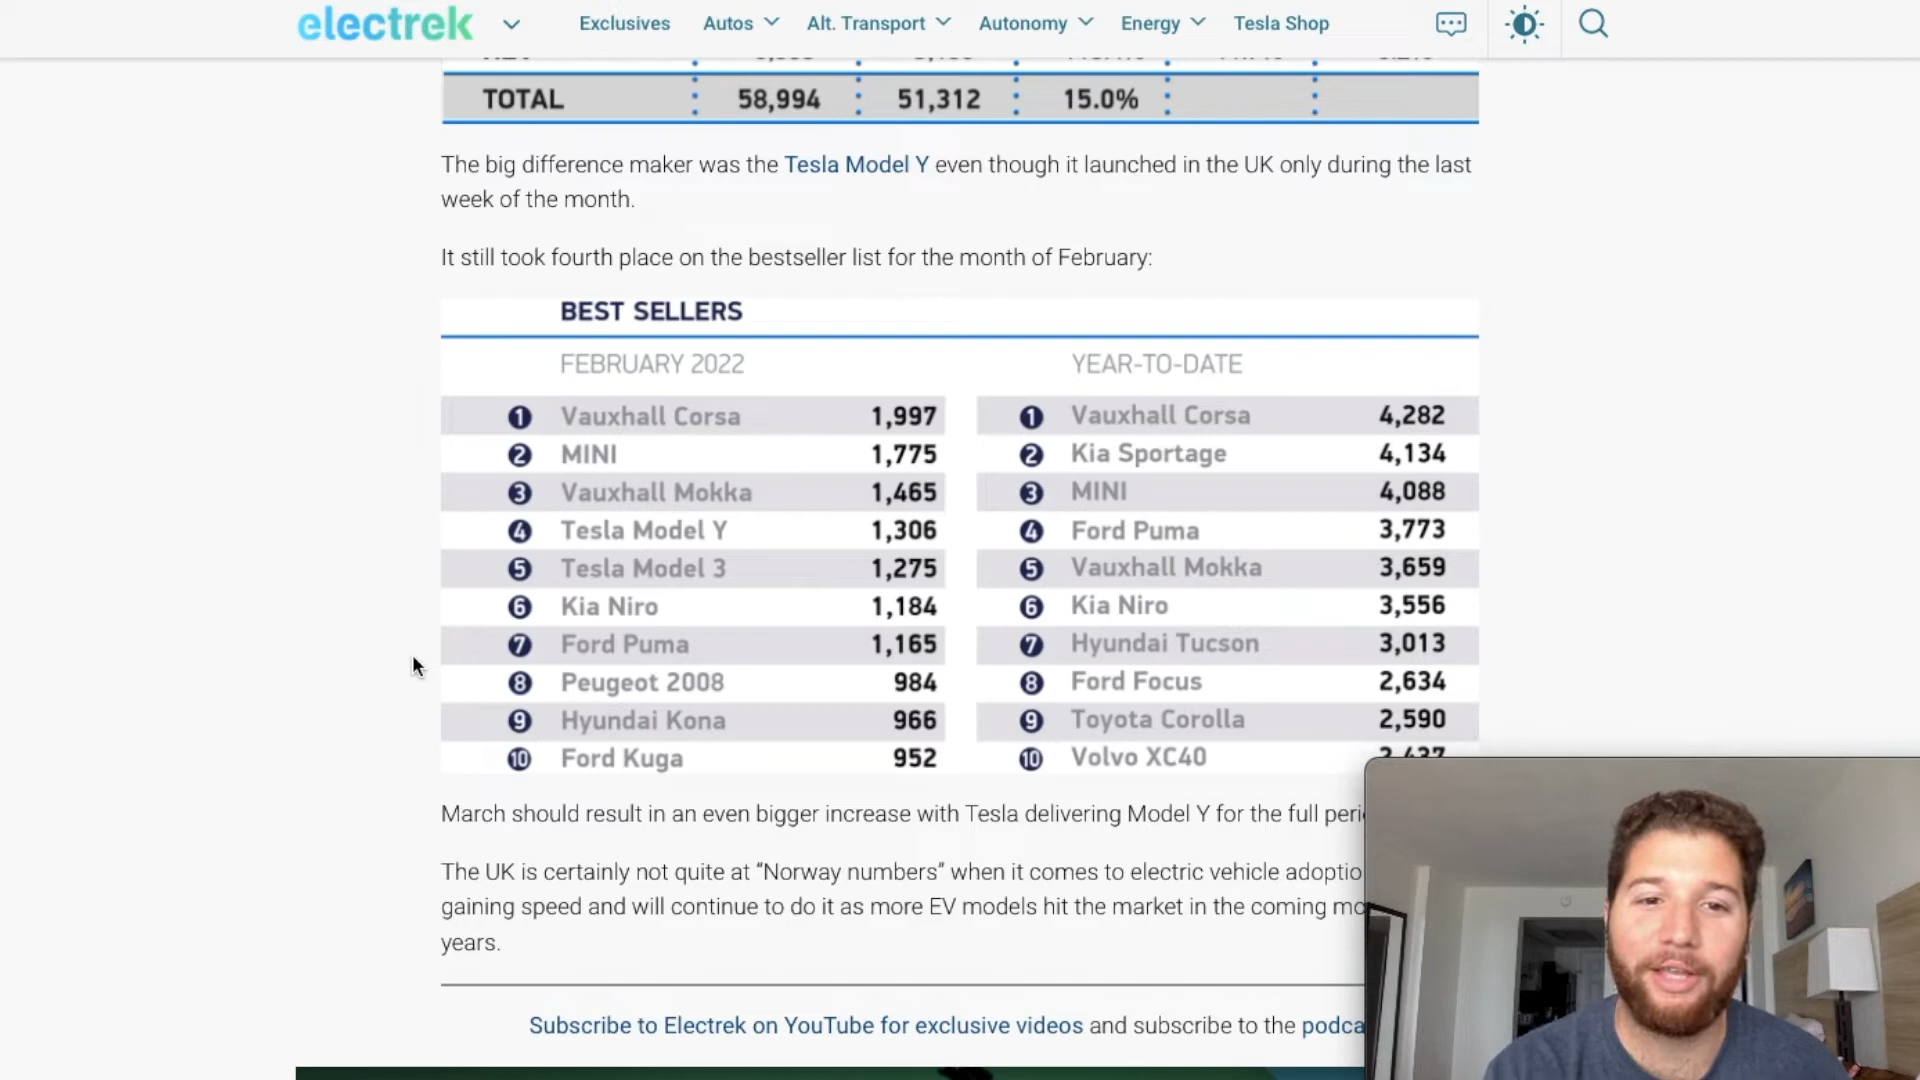 electrek Exclusives Autos Alt. Transport Autonomy Energy Tesla Shop
TOTAL 58,994 51,312 15.0%
The big difference maker was the Tesla Model Y even though it launched in the UK only during the last
week of the month.
It still took fourth place on the bestseller list for the month of February:
BEST SELLERS
FEBRUARY 2022 YEAR-TO-DATE
1 Vauxhall Corsa 1,997 1 Vauxhall Corsa 4,282
2 MINI 1,775 2 Kia Sportage 4,134
3 Vauxhall Mokka 1,465 3 MINI 4,088
4 Tesla Model Y 1,306 4 Ford Puma 3,773
5 Tesla Model 3 1,275 5 Vauxhall Mokka 3,659
6 Kia Niro 1,184 6 Kia Niro 3,556
7 Ford Puma 1,165 7 Hyundai Tucson 3,013
8 Peugeot 2008 984 8 Ford Focus 2,634
9 Hyundai Kona 966 9 Toyota Corolla 2,590
10 Ford Kuga 952 10 Volvo XC40
March should result in an even bigger increase with Tesla delivering Model Y for the full
The UK is certainly not quite at “Norway numbers” when it comes to electric vehicle
gaining speed and will continue to do it as more EV models hit the market in the coming
years.
Subscribe to Electrek on YouTube for exclusive videos and subscribe to the